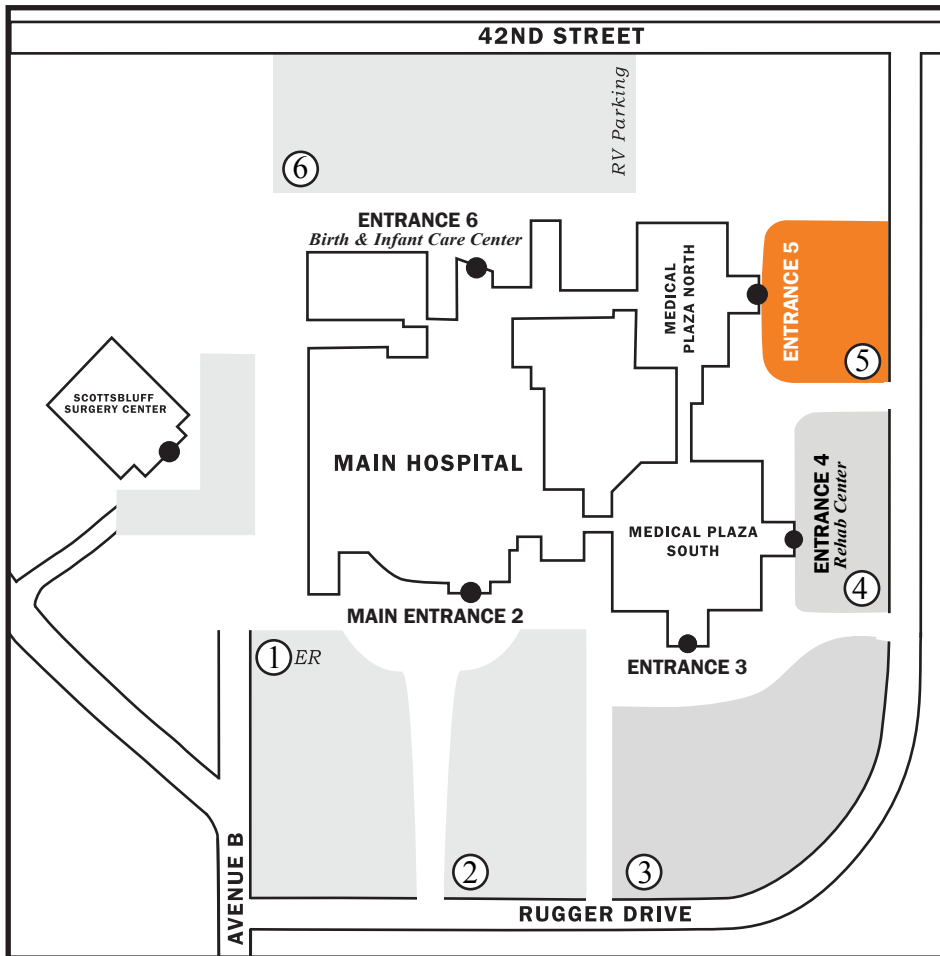 42ND STREET
RV Parking
6
ENTRANCE 6
Birth & Infant Care Center
MEDICAL
PLAZA NORTH
ENTRANCE 5
5
SCOTTSBLUFF
SURGERY CENTER
MAIN HOSPITAL
ENTRANCE 4
Rehab Center
4
MEDICAL PLAZA
SOUTH
MAIN ENTRANCE 2
1 ER
ENTRANCE 3
2
3
AVENUE B
RUGGER DRIVE